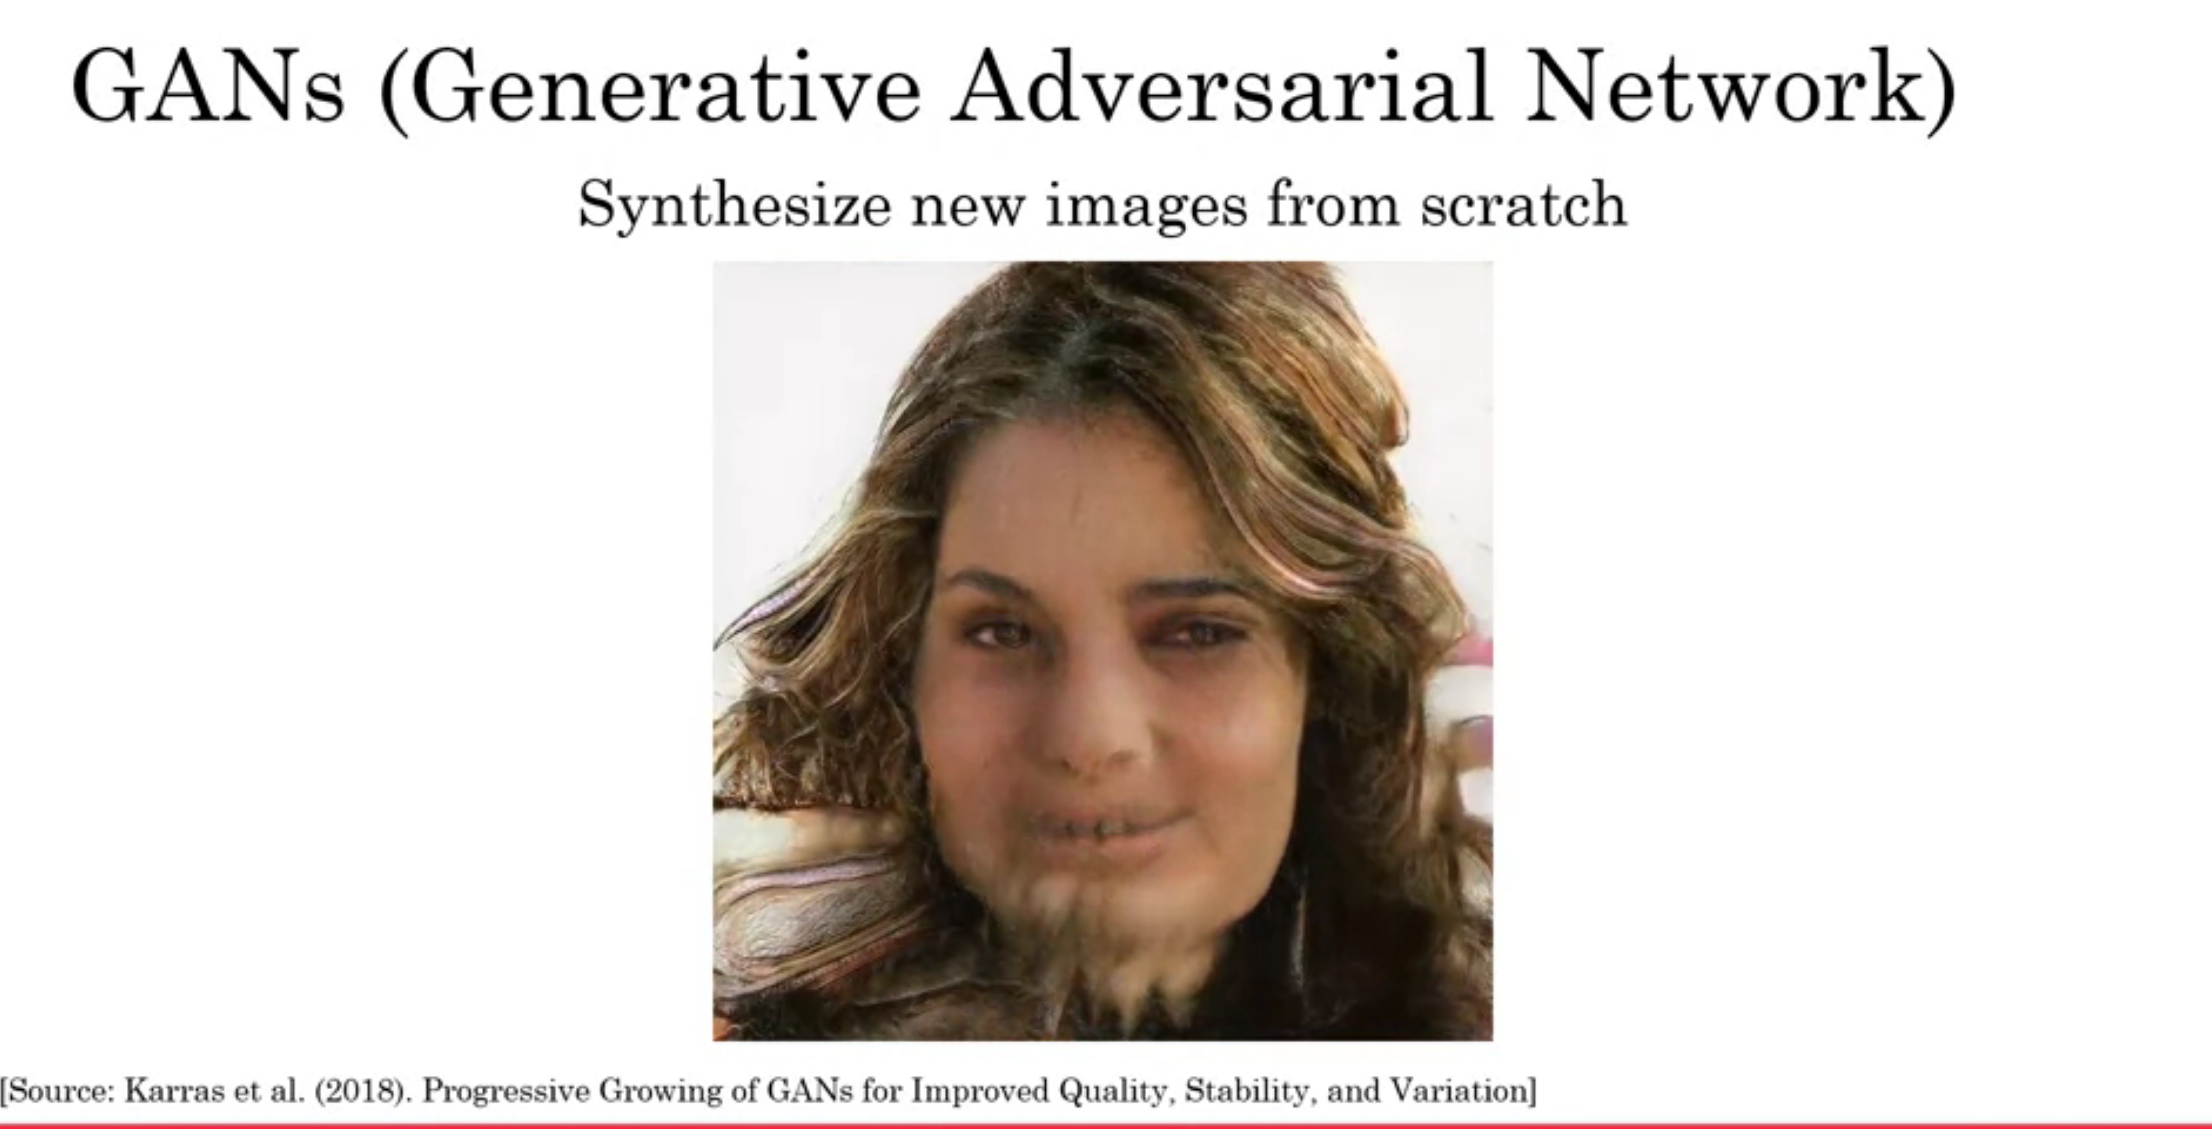 GANs (Generative Adversarial Network)
Synthesize new images from scratch
[Source: Karras et al. (2018). Progressive Growing of GANs for Improved Quality, Stability, and Variation]